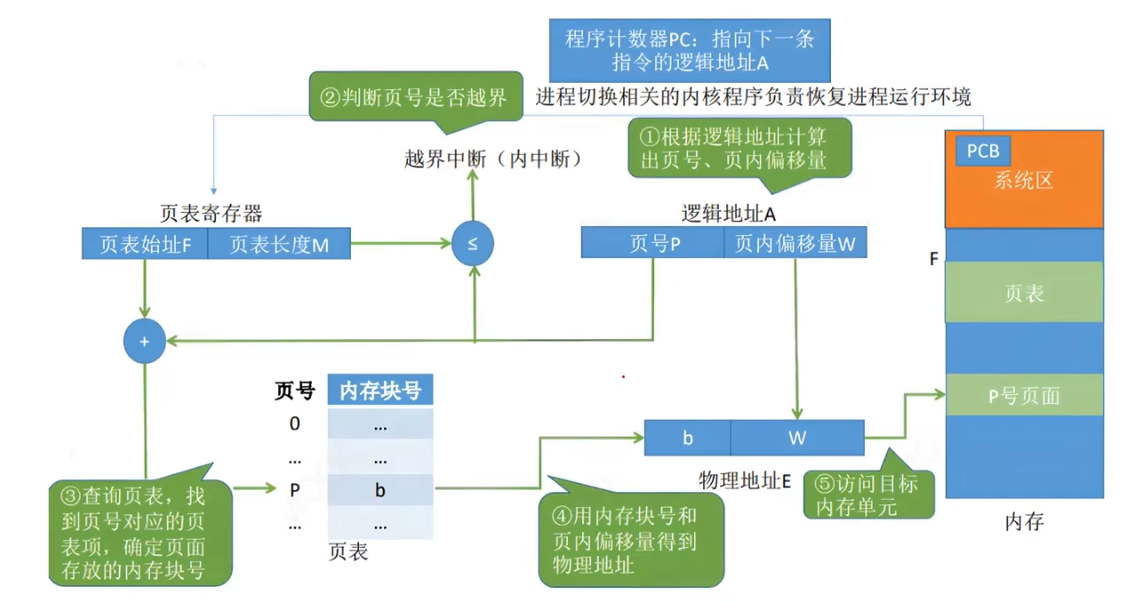 程序计数器PC：指向下一条
指令的逻辑地址A
②判断页号是否越界
进程切换相关的内核程序负责恢复进程运行环境
①根据逻辑地址计算
出页号、页内偏移量
越界中断（内中断）
PCB
系统区
页表寄存器
逻辑地址A
页表始址F
页表长度M
≤
页号P
页内偏移量W
F
页表
+
页号
内存块号
0
...
...
...
P
b
...
...
页表
P号页面
b
W
物理地址E
③查询页表，找
到页号对应的页
表项，确定页面
存放的内存块号
④用内存块号和
页内偏移量得到
物理地址
⑤访问目标
内存单元
内存